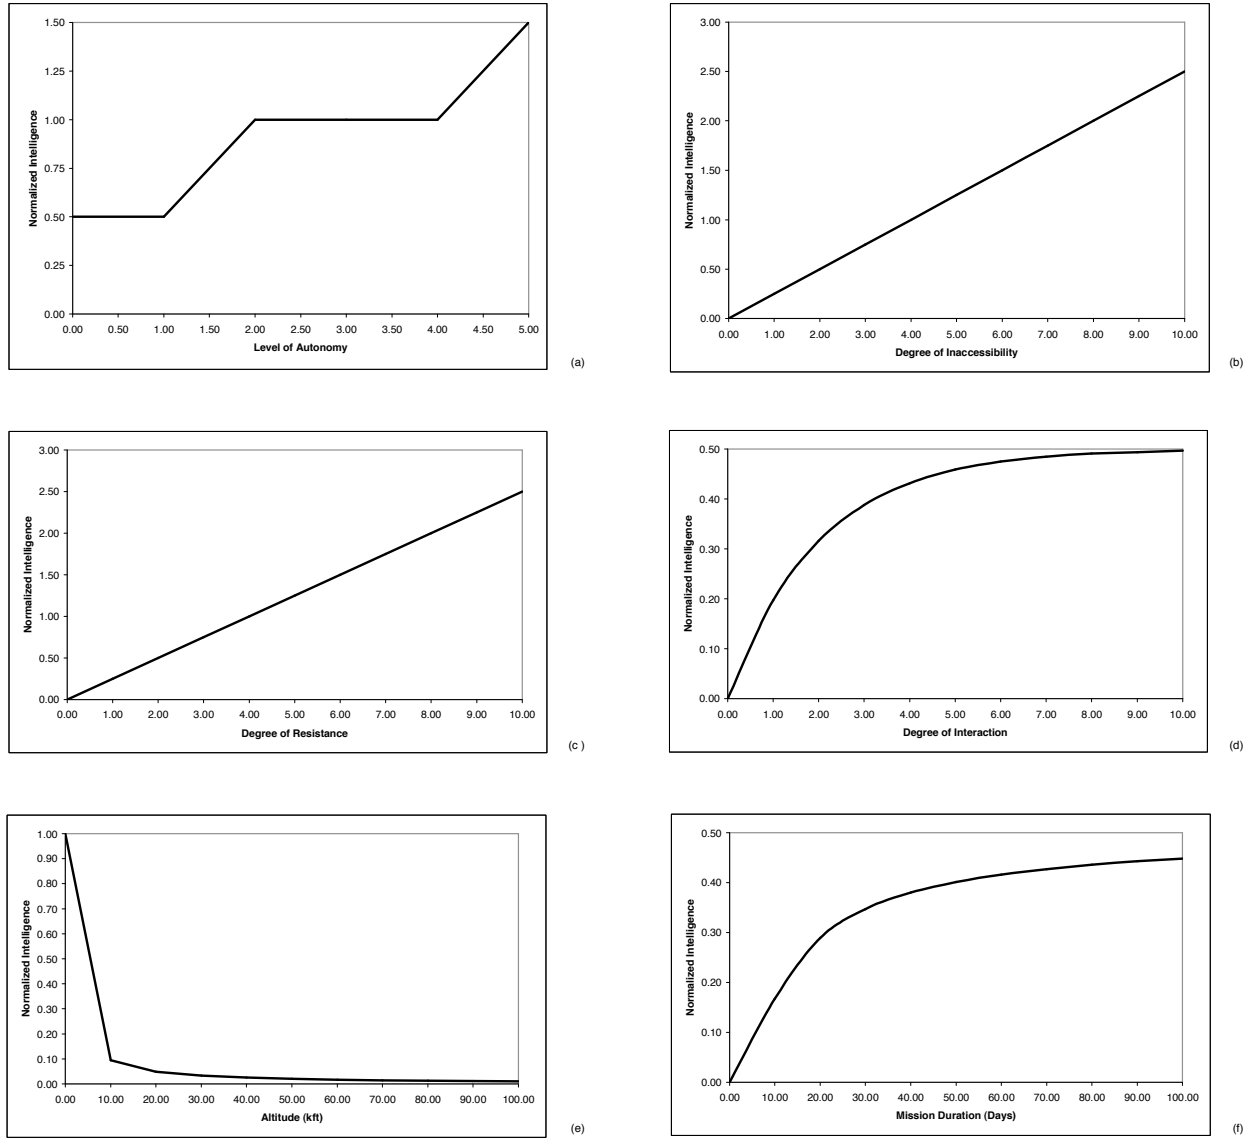 Normalized Intelligence
1.50
1.25
1.00
0.75
0.50
0.25
0.00
0.00 0.50 1.00 1.50 2.00 2.50 3.00 3.50 4.00 4.50 5.00
Level of Autonomy
(a)
Normalized Intelligence
3.00
2.50
2.00
1.50
1.00
0.50
0.00
0.00 1.00 2.00 3.00 4.00 5.00 6.00 7.00 8.00 9.00 10.00
Degree of Inaccessibility
(b)
Normalized Intelligence
3.00
2.50
2.00
1.50
1.00
0.50
0.00
0.00 1.00 2.00 3.00 4.00 5.00 6.00 7.00 8.00 9.00 10.00
Degree of Resistance
(c )
Normalized Intelligence
0.50
0.40
0.30
0.20
0.10
0.00
0.00 1.00 2.00 3.00 4.00 5.00 6.00 7.00 8.00 9.00 10.00
Degree of Interaction
(d)
Normalized Intelligence
1.00
0.90
0.80
0.70
0.60
0.50
0.40
0.30
0.20
0.10
0.00
0.00 10.00 20.00 30.00 40.00 50.00 60.00 70.00 80.00 90.00 100.00
Altitude (kft)
(e)
Normalized Intelligence
0.50
0.40
0.30
0.20
0.10
0.00
0.00 10.00 20.00 30.00 40.00 50.00 60.00 70.00 80.00 90.00 100.00
Mission Duration (Days)
(f)